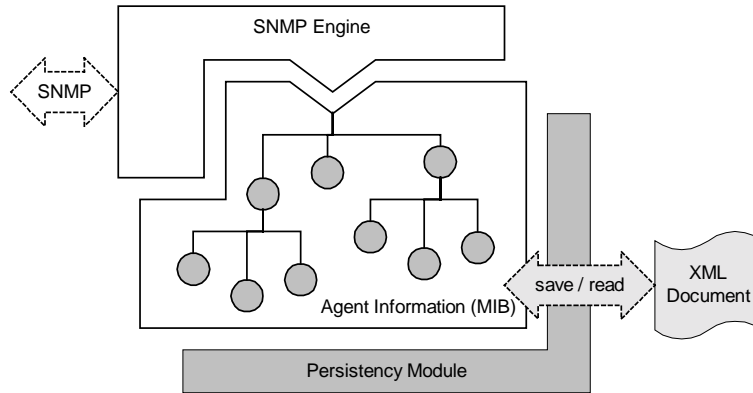 SNMP Engine
SNMP
save / read
XML
Document
Agent Information (MIB)
Persistency Module